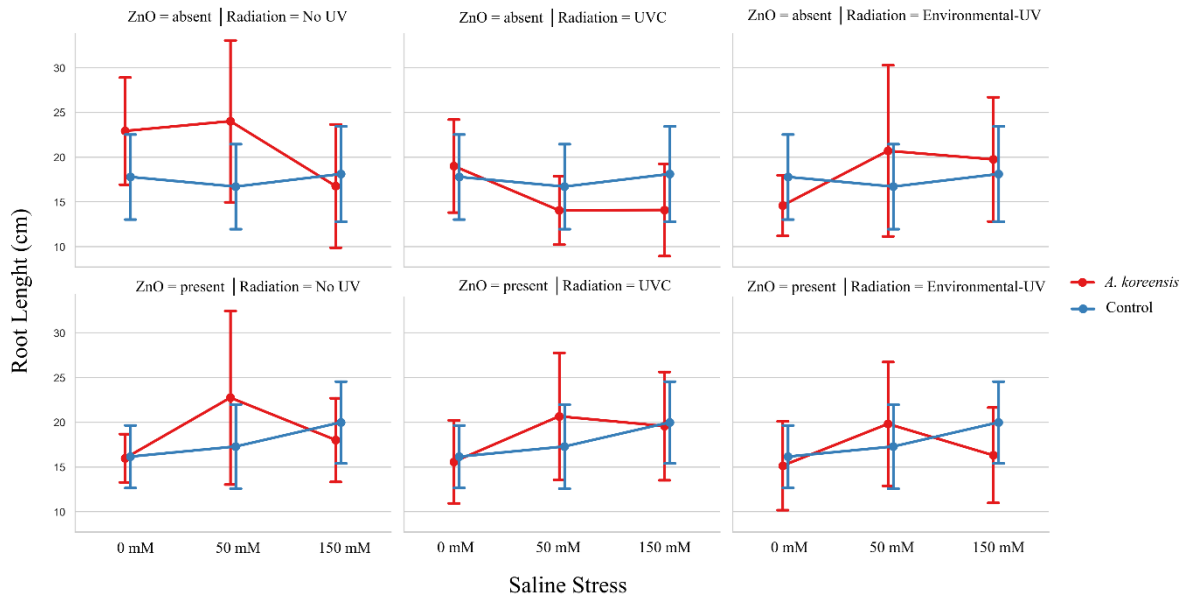 ZnO = absent | Radiation = No UV
ZnO = absent | Radiation = UVC
ZnO = absent | Radiation = Environmental-UV
30
25
20
15
10
ZnO = present | Radiation = No UV
ZnO = present | Radiation = UVC
ZnO = present | Radiation = Environmental-UV
30
25
20
15
10
Root Lenght (cm)
0 mM 50 mM 150 mM
0 mM 50 mM 150 mM
0 mM 50 mM 150 mM
Saline Stress
A. koreensis
Control